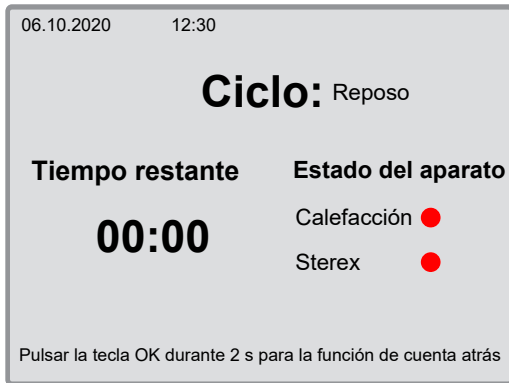 06.10.2020 12:30
Ciclo: Reposo
Tiempo restante
00:00
Estado del aparato
Calefacción
Sterex
Pulsar la tecla OK durante 2 s para la función de cuenta atrás